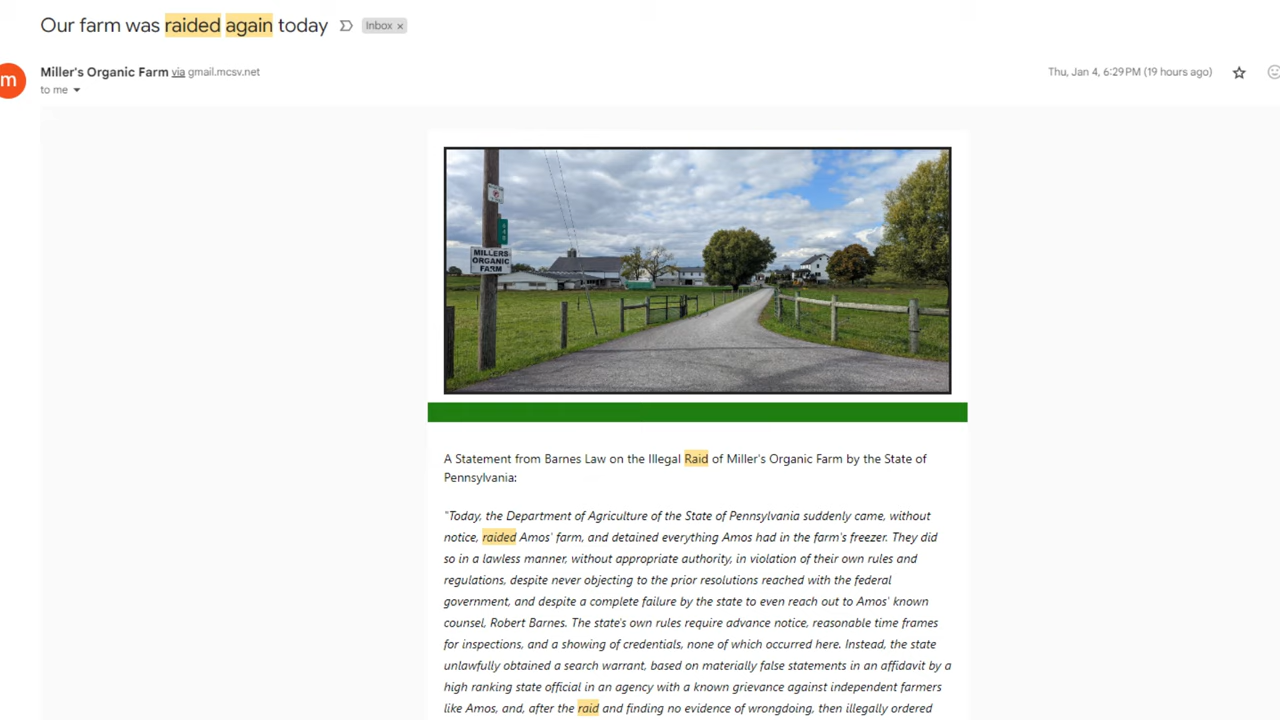 Our farm was raided again today
Inbox ×
m
Miller's Organic Farm via gmail.mcsv.net
Thu, Jan 4, 6:29 PM (19 hours ago)
to me
MILLERS
ORGANIC
FARM
A Statement from Barnes Law on the Illegal Raid of Miller's Organic Farm by the State of
Pennsylvania:
"Today, the Department of Agriculture of the State of Pennsylvania suddenly came, without
notice, raided Amos' farm, and detained everything Amos had in the farm's freezer. They did
so in a lawless manner, without appropriate authority, in violation of their own rules and
regulations, despite never objecting to the prior resolutions reached with the federal
government, and despite a complete failure by the state to even reach out to Amos' known
counsel, Robert Barnes. The state's own rules require advance notice, reasonable time frames
for inspections, and a showing of credentials, none of which occurred here. Instead, the state
unlawfully obtained a search warrant, based on materially false statements in an affidavit by a
high ranking state official in an agency with a known grievance against independent farmers
like Amos, and, after the raid and finding no evidence of wrongdoing, then illegally ordered